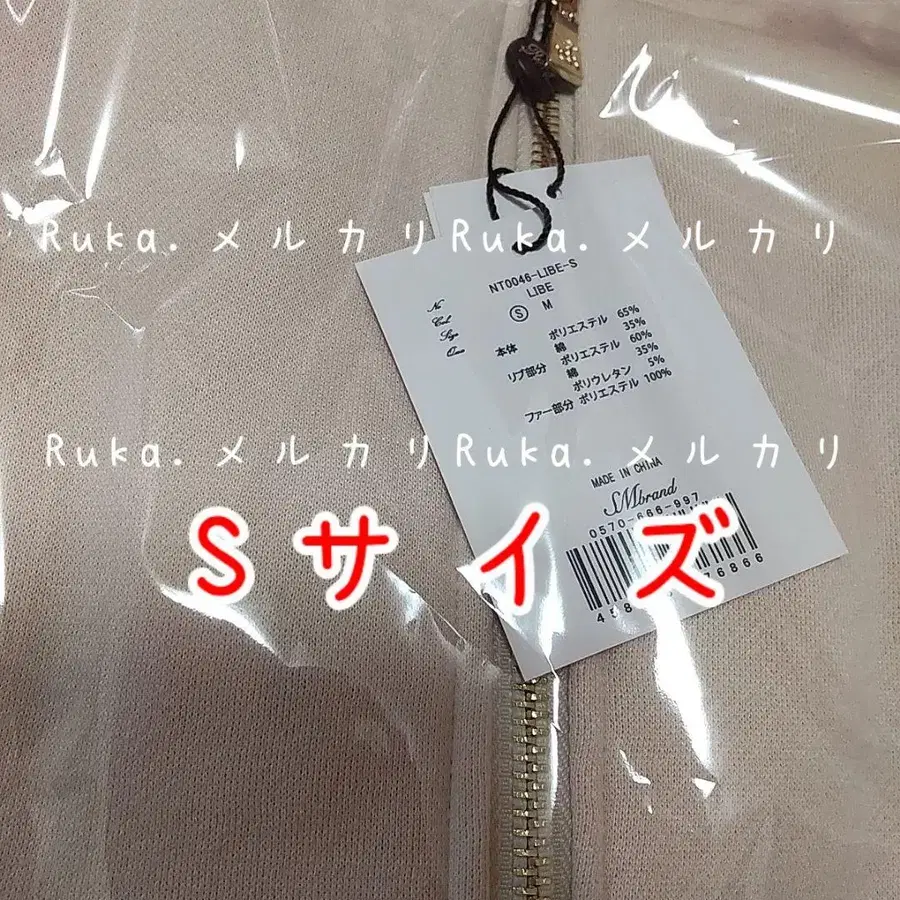 Ruka.メルカリRuka.メルカリ
NT0046-LIBE-S
LIBE
Ⓢ M
No
Col
Size
本体 ポリエステル 65%
綿 35%
リブ部分 ポリエステル 60%
綿 35%
ポリウレタン 5%
ファー部分 ポリエステル 100%
Ruka.メルカリRuka.メルカリ
MADE IN CHINA
SMbrand
0570-666-997
Sサイズ
76866